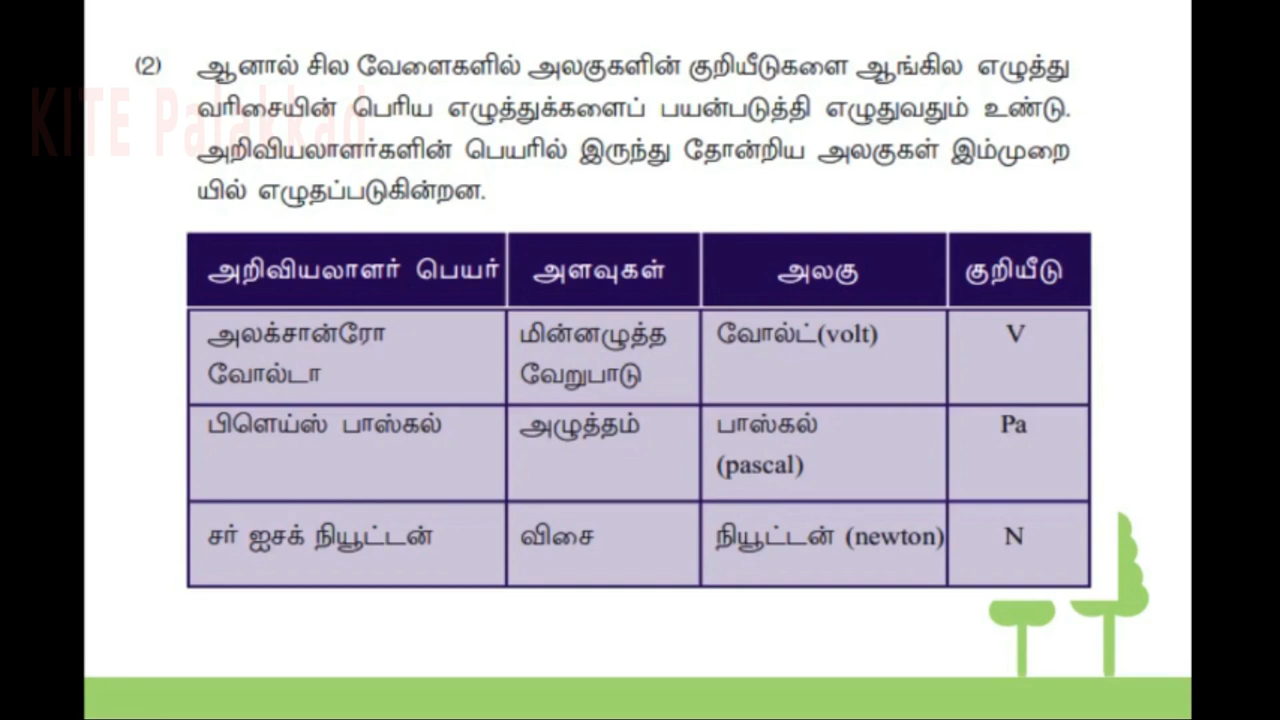 (2) ஆனால் சில வேளைகளில் அலகுகளின் குறியீடுகளை ஆங்கில எழுத்து
வரிசையின் பெரிய எழுத்துக்களைப் பயன்படுத்தி எழுதுவதும் உண்டு.
KITE Palakkad
அறிவியலாளர்களின் பெயரில் இருந்து தோன்றிய அலகுகள் இம்முறை
யில் எழுதப்படுகின்றன.
அறிவியலாளர் பெயர் அளவுகள் அலகு குறியீடு
அலக்சான்ரோ மின்னழுத்த வோல்ட்(volt) V
வோல்டா வேறுபாடு
பிளெய்ஸ் பாஸ்கல் அழுத்தம் பாஸ்கல் Pa
(pascal)
சர் ஐசக் நியூட்டன் விசை நியூட்டன் (newton) N